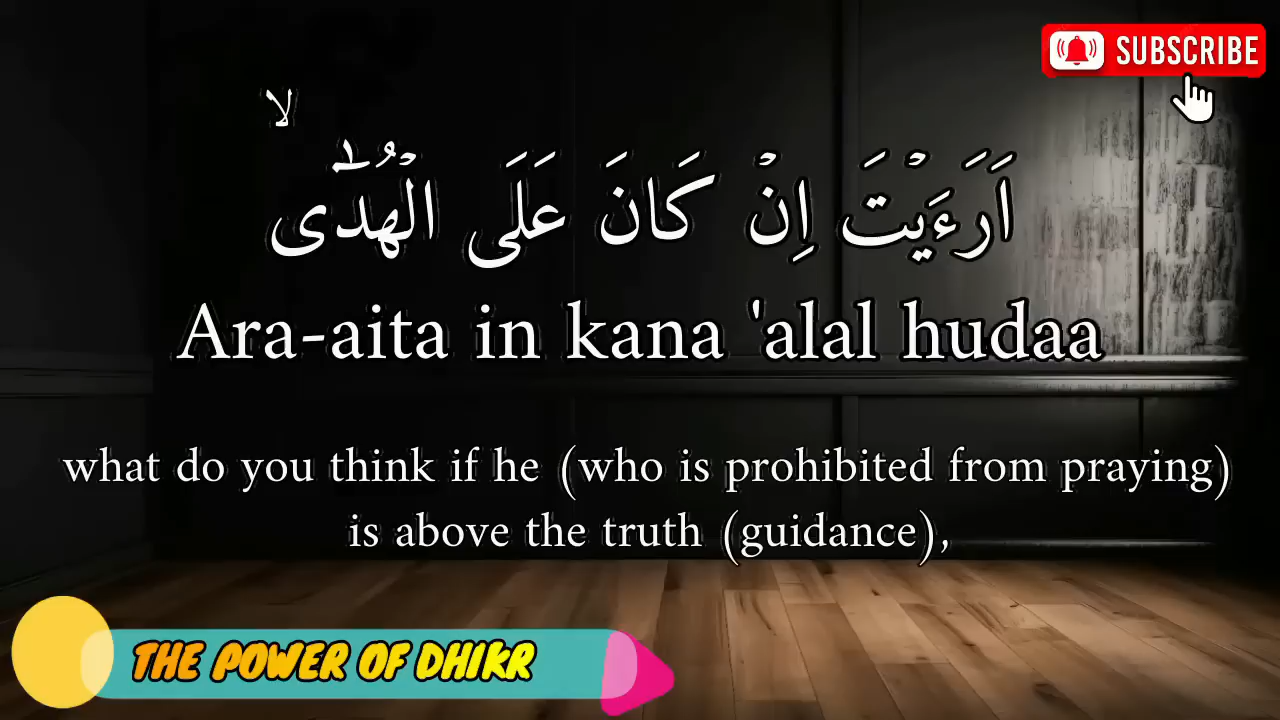 SUBSCRIBE
اَرَءَيْتَ اِنْ كَانَ عَلَى الْهُدٰٓى ۙ
Ara-aita in kana 'alal hudaa
what do you think if he (who is prohibited from praying)
is above the truth (guidance),
THE POWER OF DHIKR